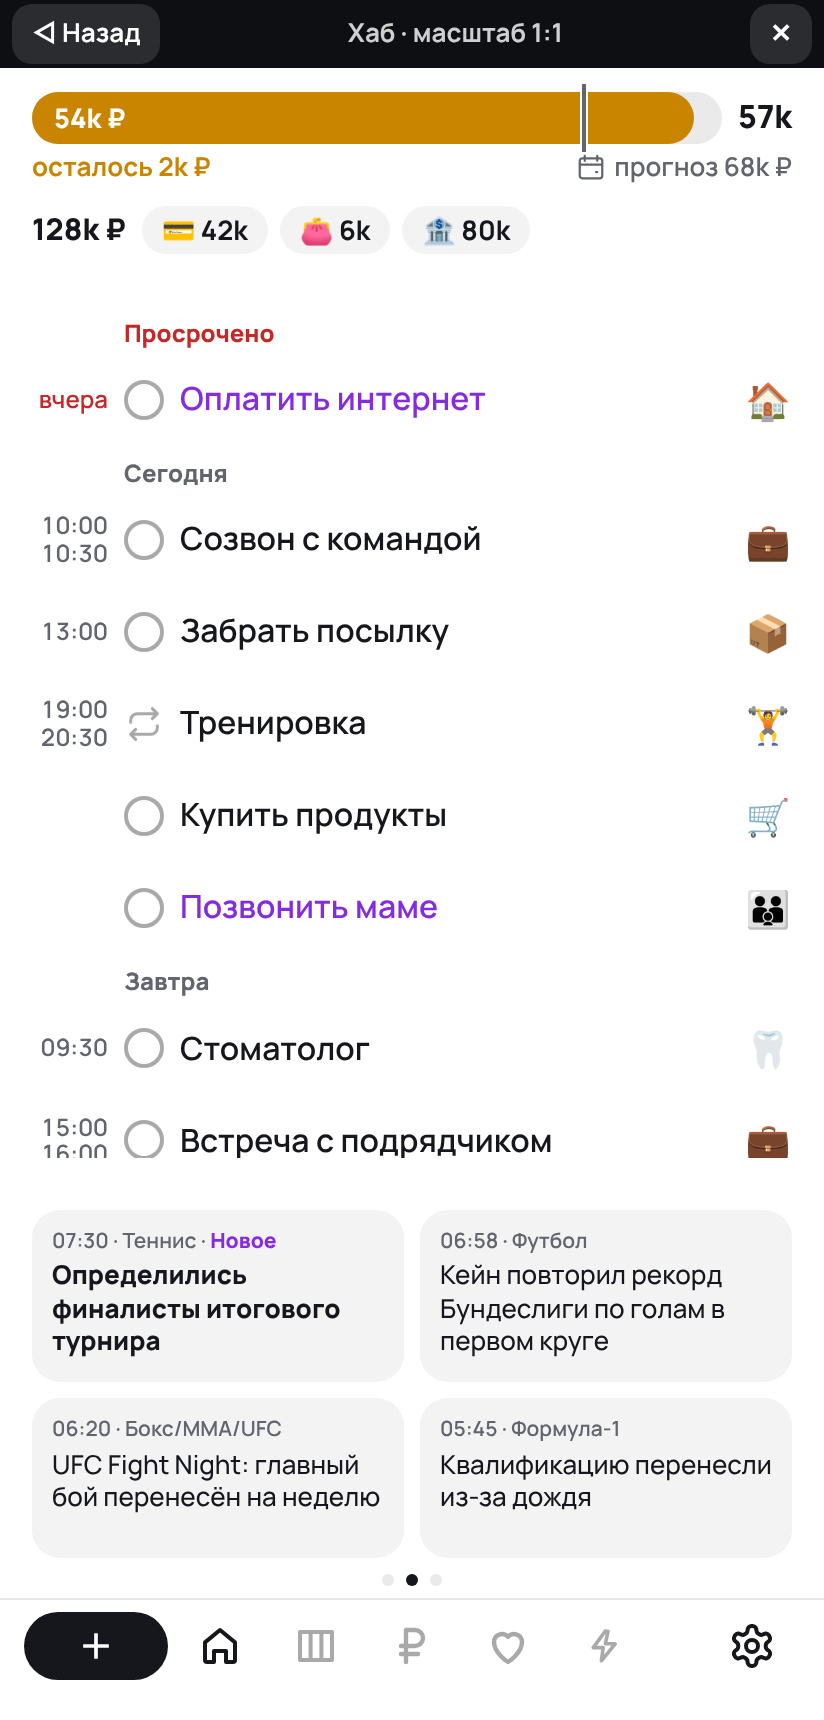 Назад
Хаб · масштаб 1:1
54k ₽
57k
осталось 2k ₽
прогноз 68k ₽
128k ₽
42k
6k
80k
Просрочено
вчера
Оплатить интернет
Сегодня
10:00
10:30
Созвон с командой
13:00
Забрать посылку
19:00
20:30
Тренировка
Купить продукты
Позвонить маме
Завтра
09:30
Стоматолог
15:00
16:00
Встреча с подрядчиком
07:30 · Теннис · Новое
Определились
финалисты итогового
турнира
06:58 · Футбол
Кейн повторил рекорд
Бундеслиги по голам в
первом круге
06:20 · Бокс/MMA/UFC
UFC Fight Night: главный
бой перенесён на неделю
05:45 · Формула-1
Квалификацию перенесли
из-за дождя